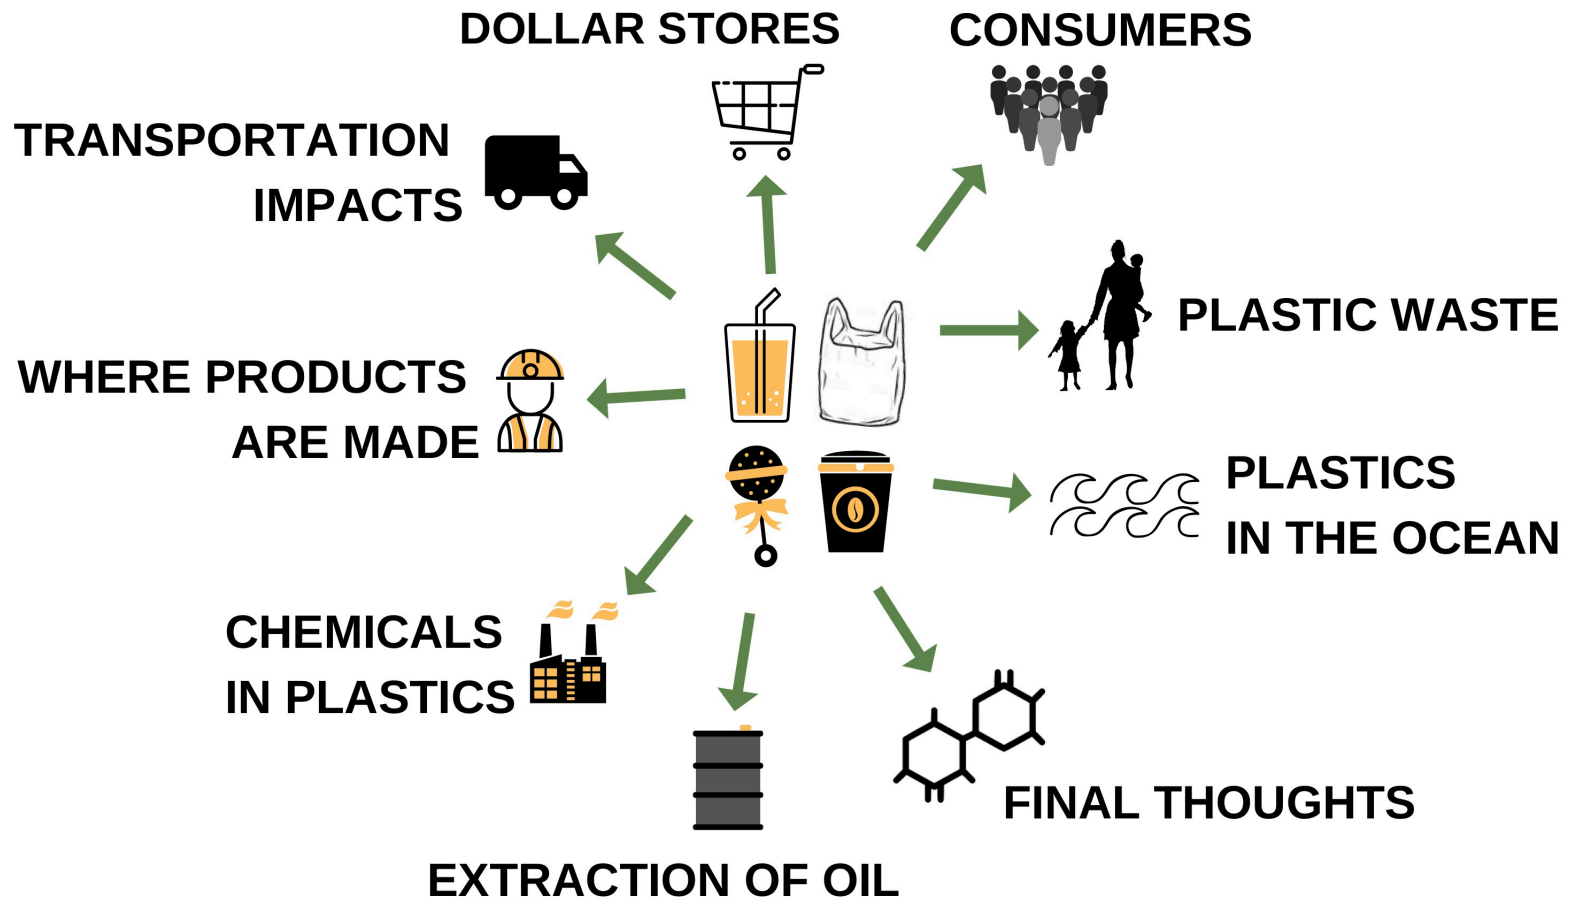 DOLLAR STORES
CONSUMERS
TRANSPORTATION
IMPACTS
PLASTIC WASTE
WHERE PRODUCTS
ARE MADE
PLASTICS
IN THE OCEAN
CHEMICALS
IN PLASTICS
FINAL THOUGHTS
EXTRACTION OF OIL